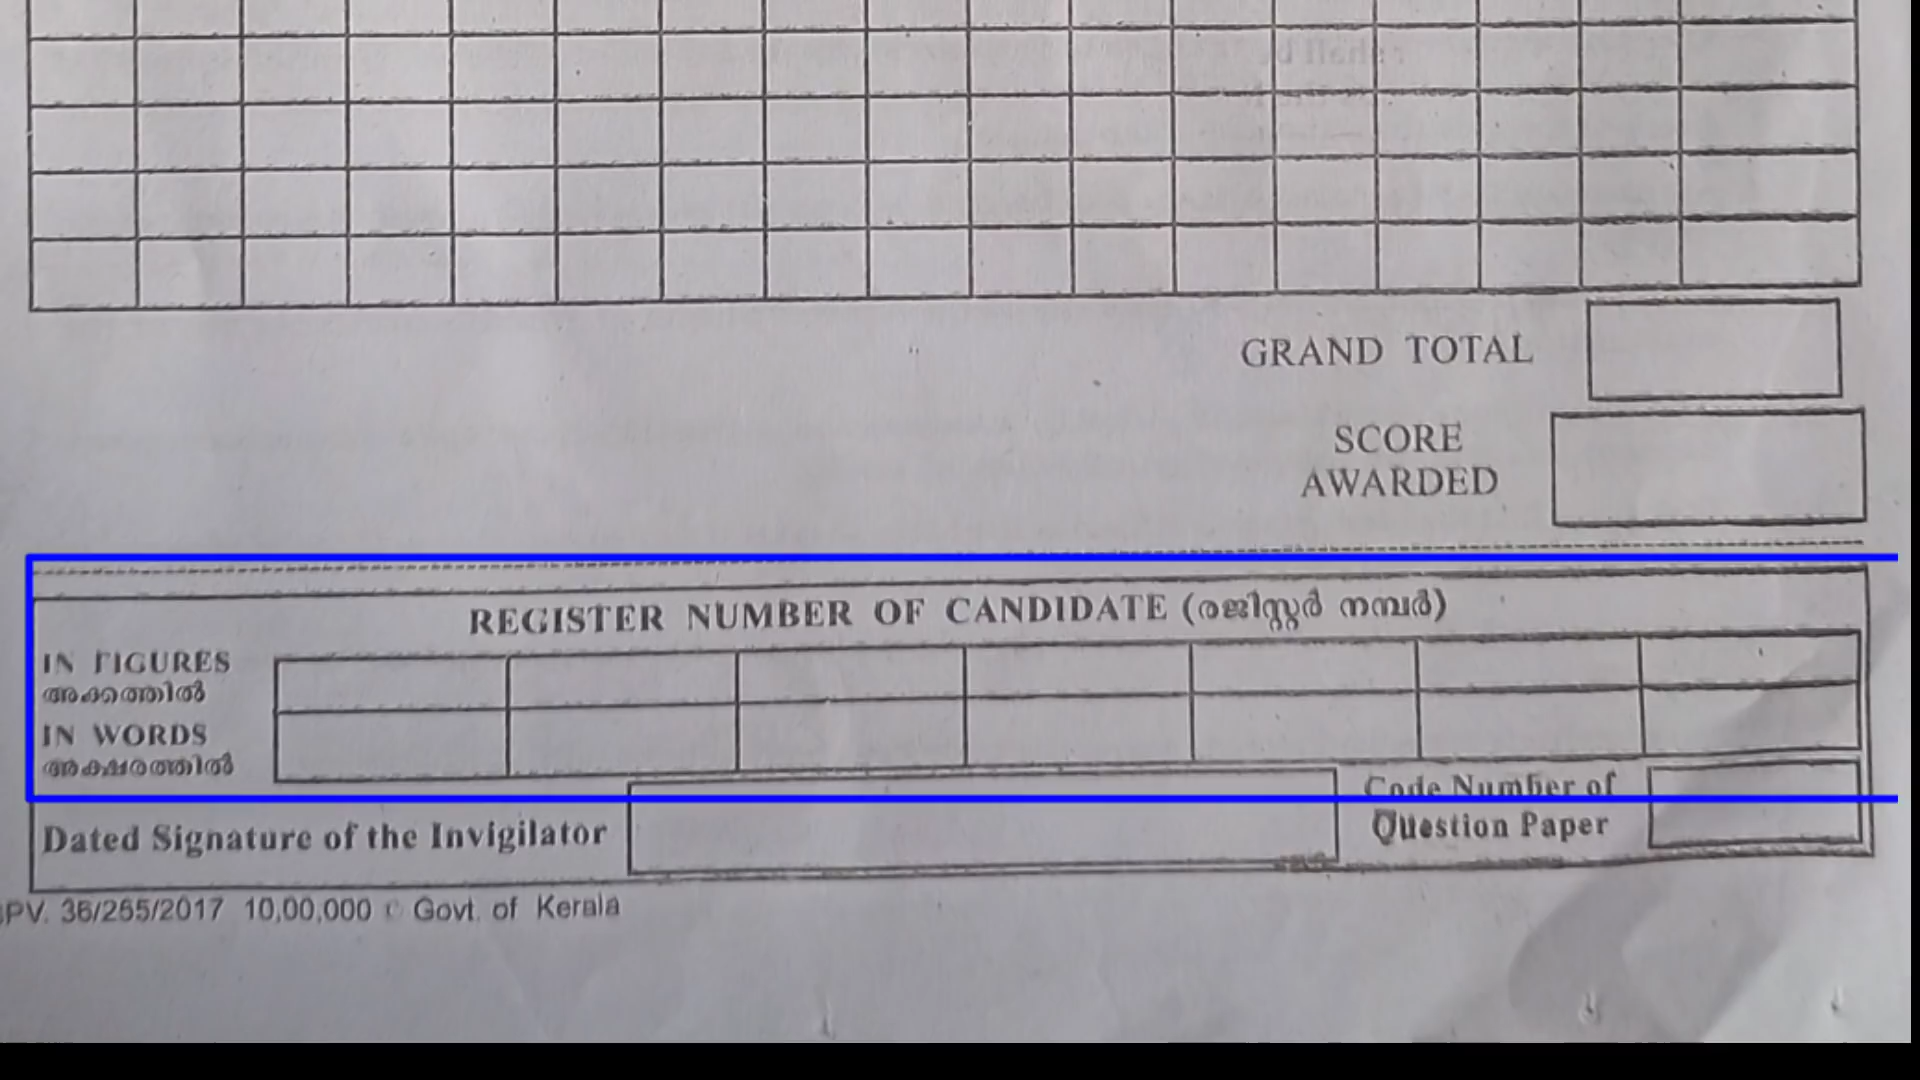 GRAND TOTAL
SCORE
AWARDED
REGISTER NUMBER OF CANDIDATE (രജിസ്റ്റർ നമ്പർ)
IN FIGURES
അക്കത്തിൽ
IN WORDS
അക്ഷരത്തിൽ
Code Number of
Question Paper
Dated Signature of the Invigilator
PV. 36/255/2017 10,00,000 © Govt. of Kerala